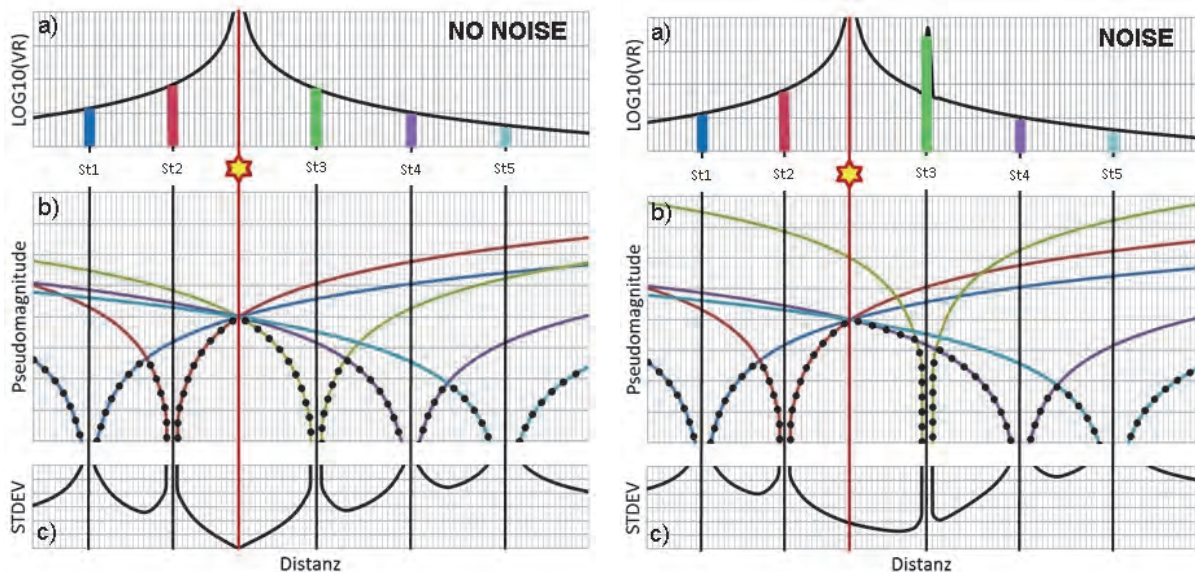 a)
NO NOISE
LOG10(VR)
St1
St2
St3
St4
St5
b)
Pseudomagnitude
STDEV
c)
Distanz
a)
NOISE
LOG10(VR)
St1
St2
St3
St4
St5
b)
Pseudomagnitude
STDEV
c)
Distanz